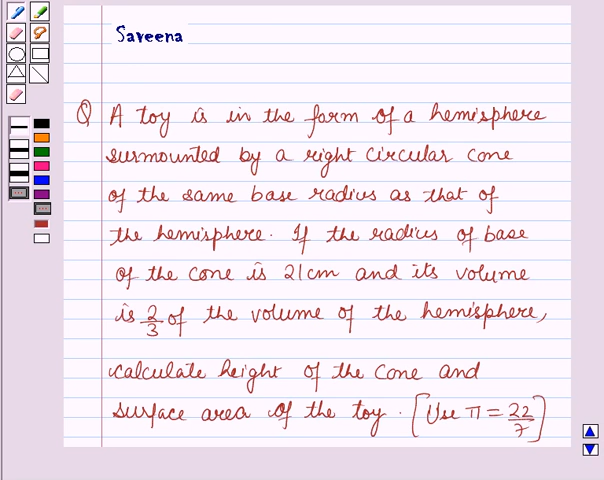 Saveena
Q A toy is in the form of a hemisphere
surmounted by a right circular cone
of the same base radius as that of
the hemisphere. If the radius of base
of the cone is 21cm and its volume
is 2/3 of the volume of the hemisphere,
calculate height of the cone and
surface area of the toy. [Use π = 22/7]